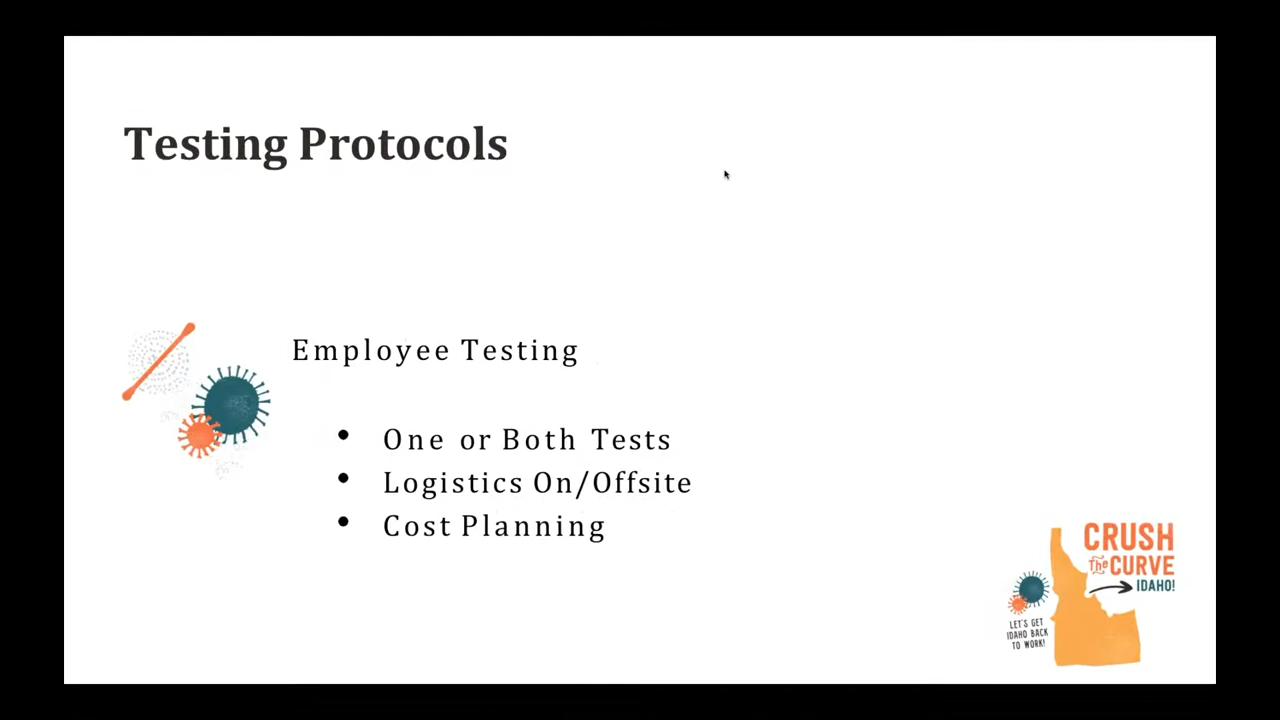 Testing Protocols
Employee Testing
• One or Both Tests
• Logistics On/Offsite
• Cost Planning
CRUSH
The CURVE
IDAHO!
LET'S GET
IDAHO BACK
TO WORK!